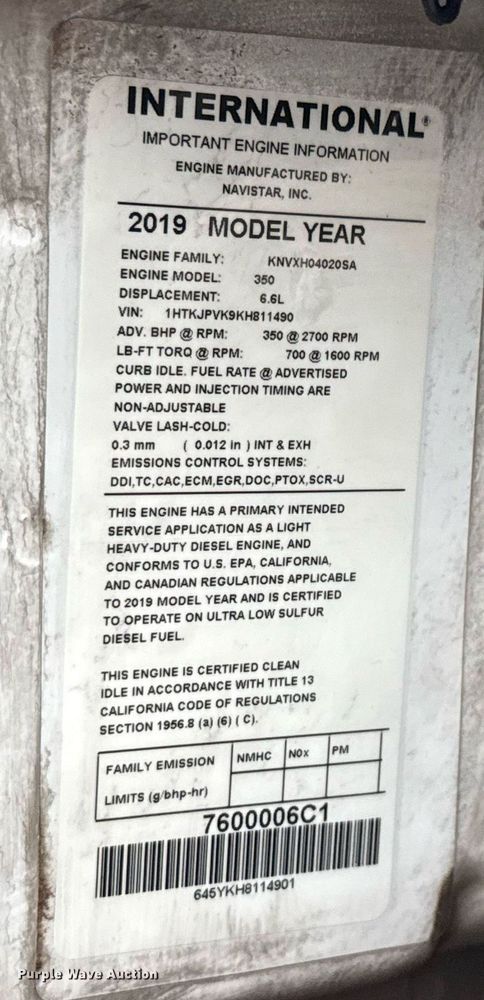 INTERNATIONAL®
IMPORTANT ENGINE INFORMATION
ENGINE MANUFACTURED BY:
NAVISTAR, INC.
2019 MODEL YEAR
ENGINE FAMILY: KNVXH04020SA
ENGINE MODEL: 350
DISPLACEMENT: 6.6L
VIN: 1HTKJPVK9KH811490
ADV. BHP @ RPM: 350 @ 2700 RPM
LB-FT TORQ @ RPM: 700 @ 1600 RPM
CURB IDLE. FUEL RATE @ ADVERTISED
POWER AND INJECTION TIMING ARE
NON-ADJUSTABLE
VALVE LASH-COLD:
0.3 mm ( 0.012 in ) INT & EXH
EMISSIONS CONTROL SYSTEMS:
DDI,TC,CAC,ECM,EGR,DOC,PTOX,SCR-U
THIS ENGINE HAS A PRIMARY INTENDED
SERVICE APPLICATION AS A LIGHT
HEAVY-DUTY DIESEL ENGINE, AND
CONFORMS TO U.S. EPA, CALIFORNIA,
AND CANADIAN REGULATIONS APPLICABLE
TO 2019 MODEL YEAR AND IS CERTIFIED
TO OPERATE ON ULTRA LOW SULFUR
DIESEL FUEL.
THIS ENGINE IS CERTIFIED CLEAN
IDLE IN ACCORDANCE WITH TITLE 13
CALIFORNIA CODE OF REGULATIONS
SECTION 1956.8 (a) (6) ( C).
FAMILY EMISSION NMHC NOx PM
LIMITS (g/bhp-hr)
7600006C1
645YKH8114901
Purple Wave Auction